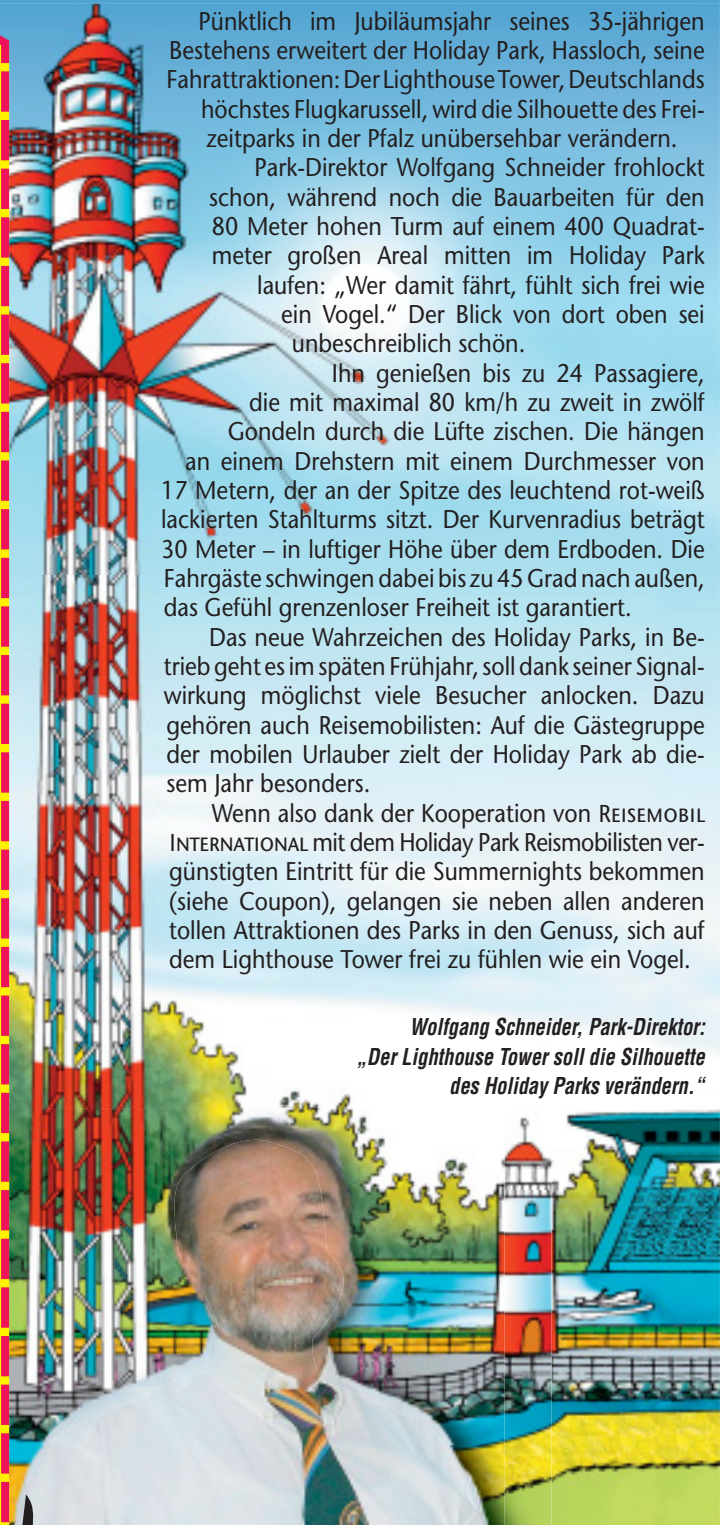 Pünktlich im Jubiläumsjahr seines 35-jährigen
Bestehens erweitert der Holiday Park, Hassloch, seine
Fahrattraktionen: Der Lighthouse Tower, Deutschlands
höchstes Flugkarussell, wird die Silhouette des Frei-
zeitparks in der Pfalz unübersehbar verändern.
Park-Direktor Wolfgang Schneider frohlockt
schon, während noch die Bauarbeiten für den
80 Meter hohen Turm auf einem 400 Quadrat-
meter großen Areal mitten im Holiday Park
laufen: „Wer damit fährt, fühlt sich frei wie
ein Vogel.“ Der Blick von dort oben sei
unbeschreiblich schön.
Ihn genießen bis zu 24 Passagiere,
die mit maximal 80 km/h zu zweit in zwölf
Gondeln durch die Lüfte zischen. Die hängen
an einem Drehstern mit einem Durchmesser von
17 Metern, der an der Spitze des leuchtend rot-weiß
lackierten Stahlturms sitzt. Der Kurvenradius beträgt
30 Meter – in luftiger Höhe über dem Erdboden. Die
Fahrgäste schwingen dabei bis zu 45 Grad nach außen,
das Gefühl grenzenloser Freiheit ist garantiert.
Das neue Wahrzeichen des Holiday Parks, in Be-
trieb geht es im späten Frühjahr, soll dank seiner Signal-
wirkung möglichst viele Besucher anlocken. Dazu
gehören auch Reisemobilisten: Auf die Gästegruppe
der mobilen Urlauber zielt der Holiday Park ab die-
sem Jahr besonders.
Wenn also dank der Kooperation von REISEMOBIL
INTERNATIONAL mit dem Holiday Park Reismobilisten ver-
günstigten Eintritt für die Summernights bekommen
(siehe Coupon), gelangen sie neben allen anderen
tollen Attraktionen des Parks in den Genuss, sich auf
dem Lighthouse Tower frei zu fühlen wie ein Vogel.
Wolfgang Schneider, Park-Direktor:
„Der Lighthouse Tower soll die Silhouette
des Holiday Parks verändern.“